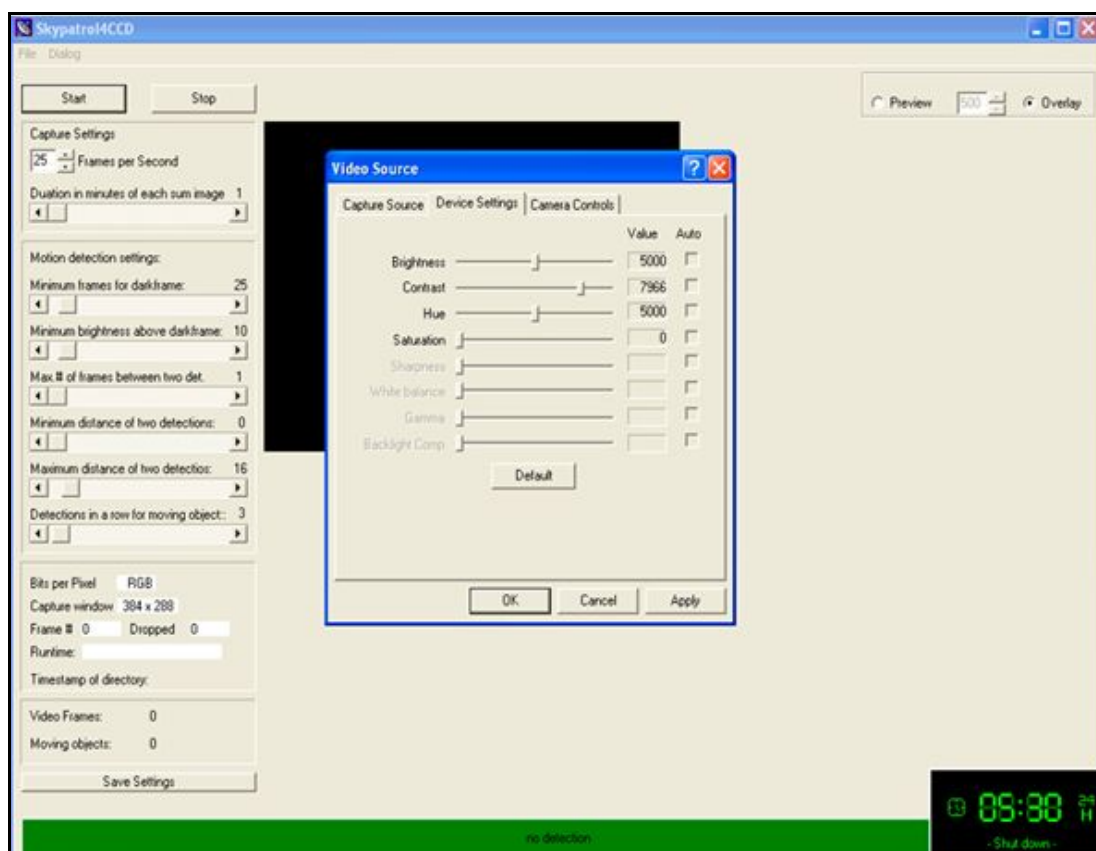 Skypatrol4CCD
File Dialog
Start Stop
Preview 500 Overlay
Capture Settings
25 Frames per Second
Duation in minutes of each sum image 1
Motion detection settings:
Minimum frames for darkframe: 25
Minimum brightness above darkframe: 10
Max.# of frames between two det. 1
Minimum distance of two detections: 0
Maximum distance of two detectios: 16
Detections in a row for moving object:: 3
Bits per Pixel RGB
Capture window 384 x 288
Frame # 0 Dropped 0
Runtime:
Timestamp of directory:
Video Frames: 0
Moving objects: 0
Save Settings
Video Source
Capture Source Device Settings Camera Controls
Value Auto
Brightness 5000
Contrast 7966
Hue 5000
Saturation 0
Sharpness
White balance
Gamma
Backlight Comp
Default
OK Cancel Apply
no detection
05:30 24 H
- Shut down -